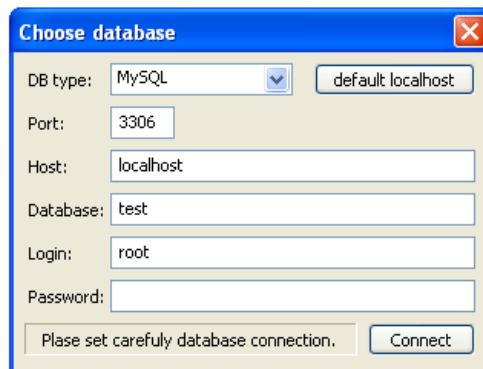 Choose database
DB type: MySQL default localhost
Port: 3306
Host: localhost
Database: test
Login: root
Password:
Plase set carefuly database connection. Connect